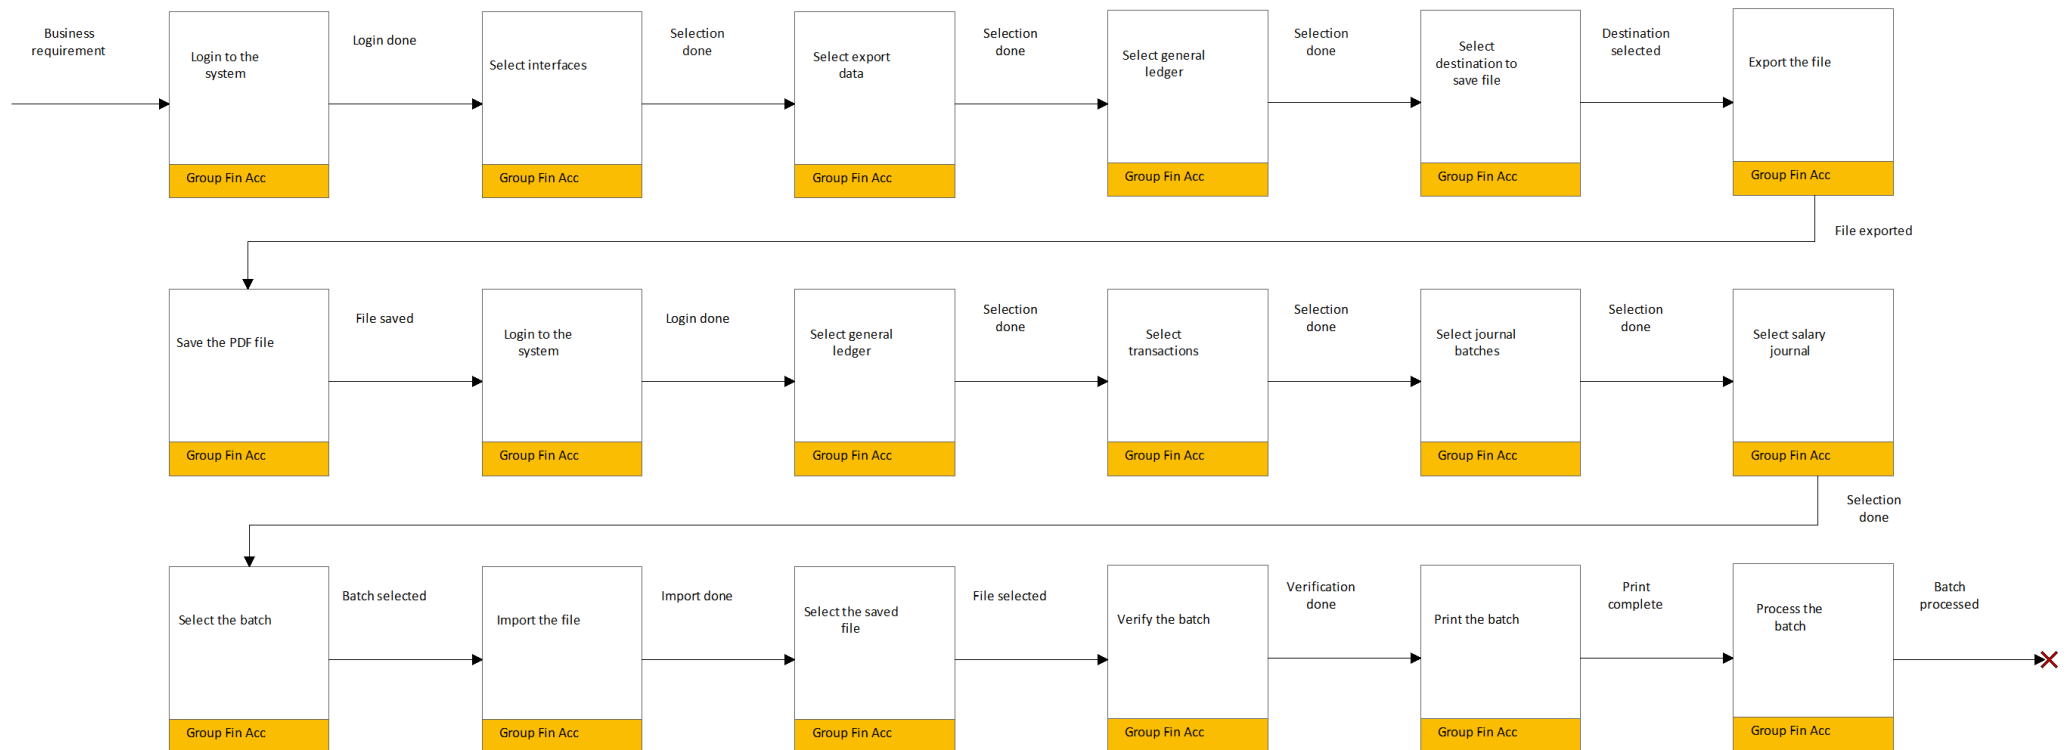 Business
requirement
Login to the
system
Group Fin Acc
Login done
Select interfaces
Group Fin Acc
Selection
done
Select export
data
Group Fin Acc
Selection
done
Select general
ledger
Group Fin Acc
Selection
done
Select
destination to
save file
Group Fin Acc
Destination
selected
Export the file
Group Fin Acc
File exported
Save the PDF file
Group Fin Acc
File saved
Login to the
system
Group Fin Acc
Login done
Select general
ledger
Group Fin Acc
Selection
done
Select
transactions
Group Fin Acc
Selection
done
Select journal
batches
Group Fin Acc
Selection
done
Select salary
journal
Group Fin Acc
Selection
done
Select the batch
Group Fin Acc
Batch selected
Import the file
Group Fin Acc
Import done
Select the saved
file
Group Fin Acc
File selected
Verify the batch
Group Fin Acc
Verification
done
Print the batch
Group Fin Acc
Print
complete
Process the
batch
Group Fin Acc
Batch
processed